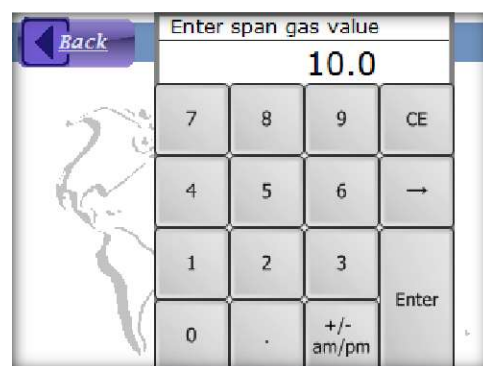 Back
Enter span gas value
10.0
7 8 9 CE
4 5 6 →
1 2 3
Enter
0 . +/-
am/pm